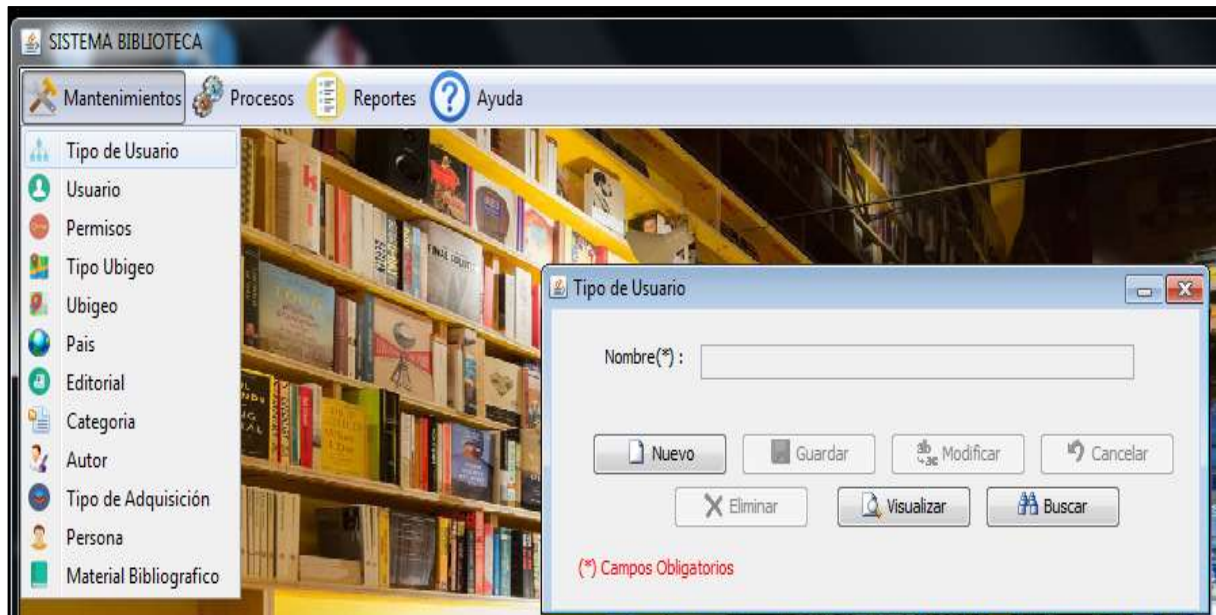 SISTEMA BIBLIOTECA
Mantenimientos Procesos Reportes Ayuda
Tipo de Usuario
Usuario
Permisos
Tipo Ubigeo
Ubigeo
Pais
Editorial
Categoria
Autor
Tipo de Adquisición
Persona
Material Bibliografico
Tipo de Usuario
Nombre(*) :
Nuevo Guardar Modificar Cancelar
Eliminar Visualizar Buscar
(*) Campos Obligatorios